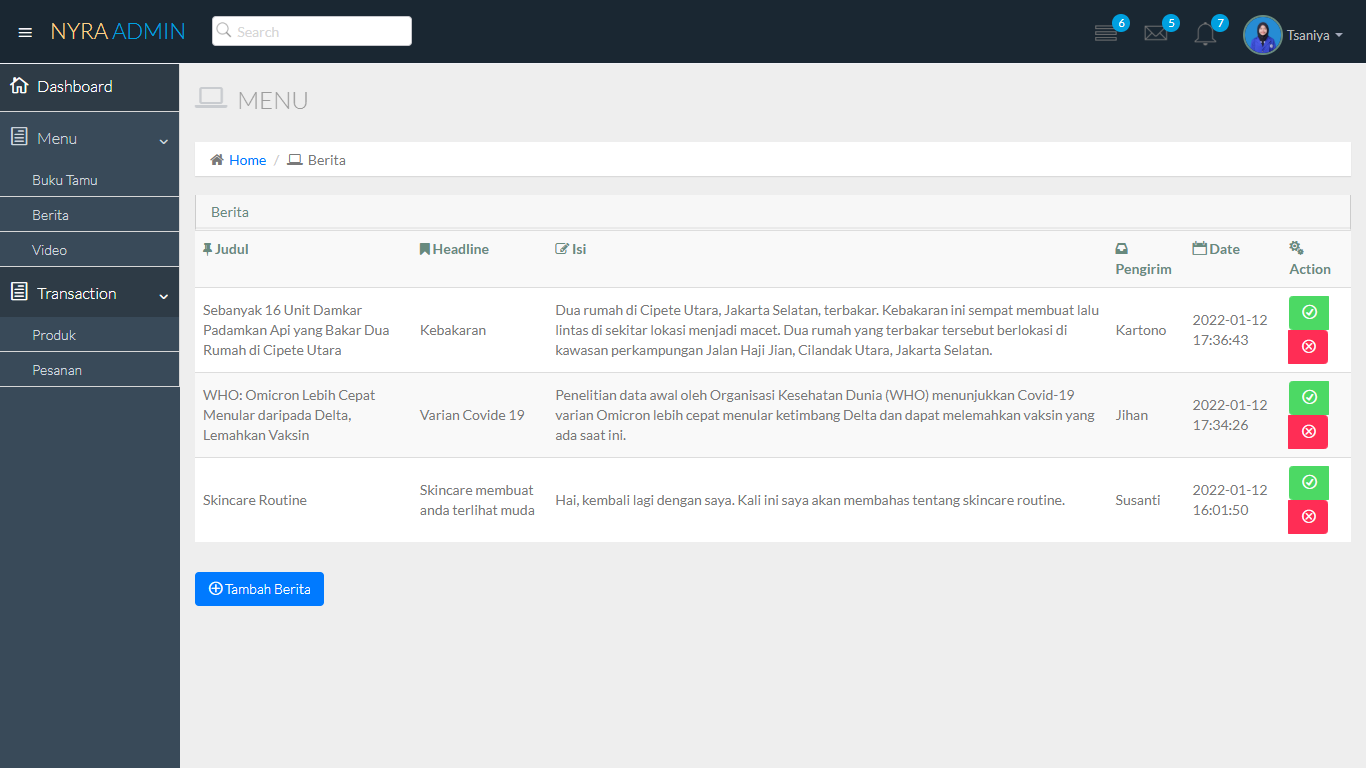 NYRA ADMIN
Search
6
5
7
Tsaniya
Dashboard
Menu
Buku Tamu
Berita
Video
Transaction
Produk
Pesanan
MENU
Home / Berita
Berita
Judul
Headline
Isi
Pengirim
Date
Action
Sebanyak 16 Unit Damkar
Padamkan Api yang Bakar Dua
Rumah di Cipete Utara
Kebakaran
Dua rumah di Cipete Utara, Jakarta Selatan, terbakar. Kebakaran ini sempat membuat lalu
lintas di sekitar lokasi menjadi macet. Dua rumah yang terbakar tersebut berlokasi di
kawasan perkampungan Jalan Haji Jian, Cilandak Utara, Jakarta Selatan.
Kartono
2022-01-12
17:36:43
WHO: Omicron Lebih Cepat
Menular daripada Delta,
Lemahkan Vaksin
Varian Covide 19
Penelitian data awal oleh Organisasi Kesehatan Dunia (WHO) menunjukkan Covid-19
varian Omicron lebih cepat menular ketimbang Delta dan dapat melemahkan vaksin yang
ada saat ini.
Jihan
2022-01-12
17:34:26
Skincare Routine
Skincare membuat
anda terlihat muda
Hai, kembali lagi dengan saya. Kali ini saya akan membahas tentang skincare routine.
Susanti
2022-01-12
16:01:50
Tambah Berita